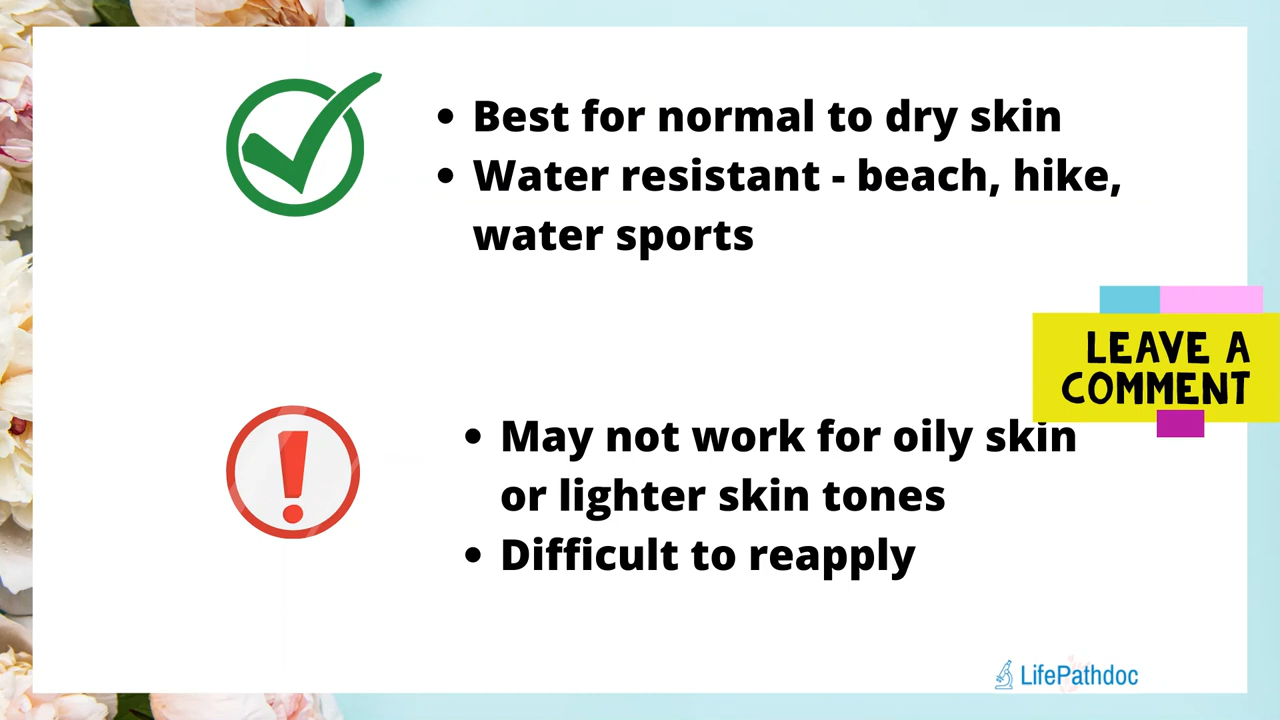 • Best for normal to dry skin
• Water resistant - beach, hike,
water sports
LEAVE A
COMMENT
• May not work for oily skin
or lighter skin tones
• Difficult to reapply
LifePathdoc